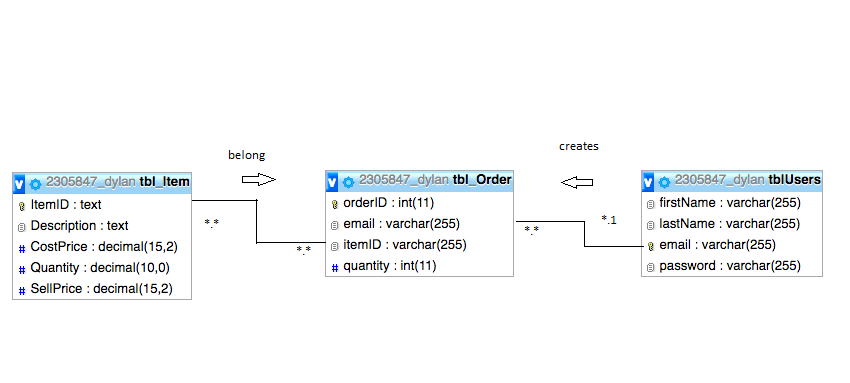 belong
creates
2305847_dylan tbl_Item
ItemID : text
Description : text
CostPrice : decimal(15,2)
Quantity : decimal(10,0)
SellPrice : decimal(15,2)
*.*
*.*
2305847_dylan tbl_Order
orderID : int(11)
email : varchar(255)
itemID : varchar(255)
quantity : int(11)
*.*
*.1
2305847_dylan tblUsers
firstName : varchar(255)
lastName : varchar(255)
email : varchar(255)
password : varchar(255)